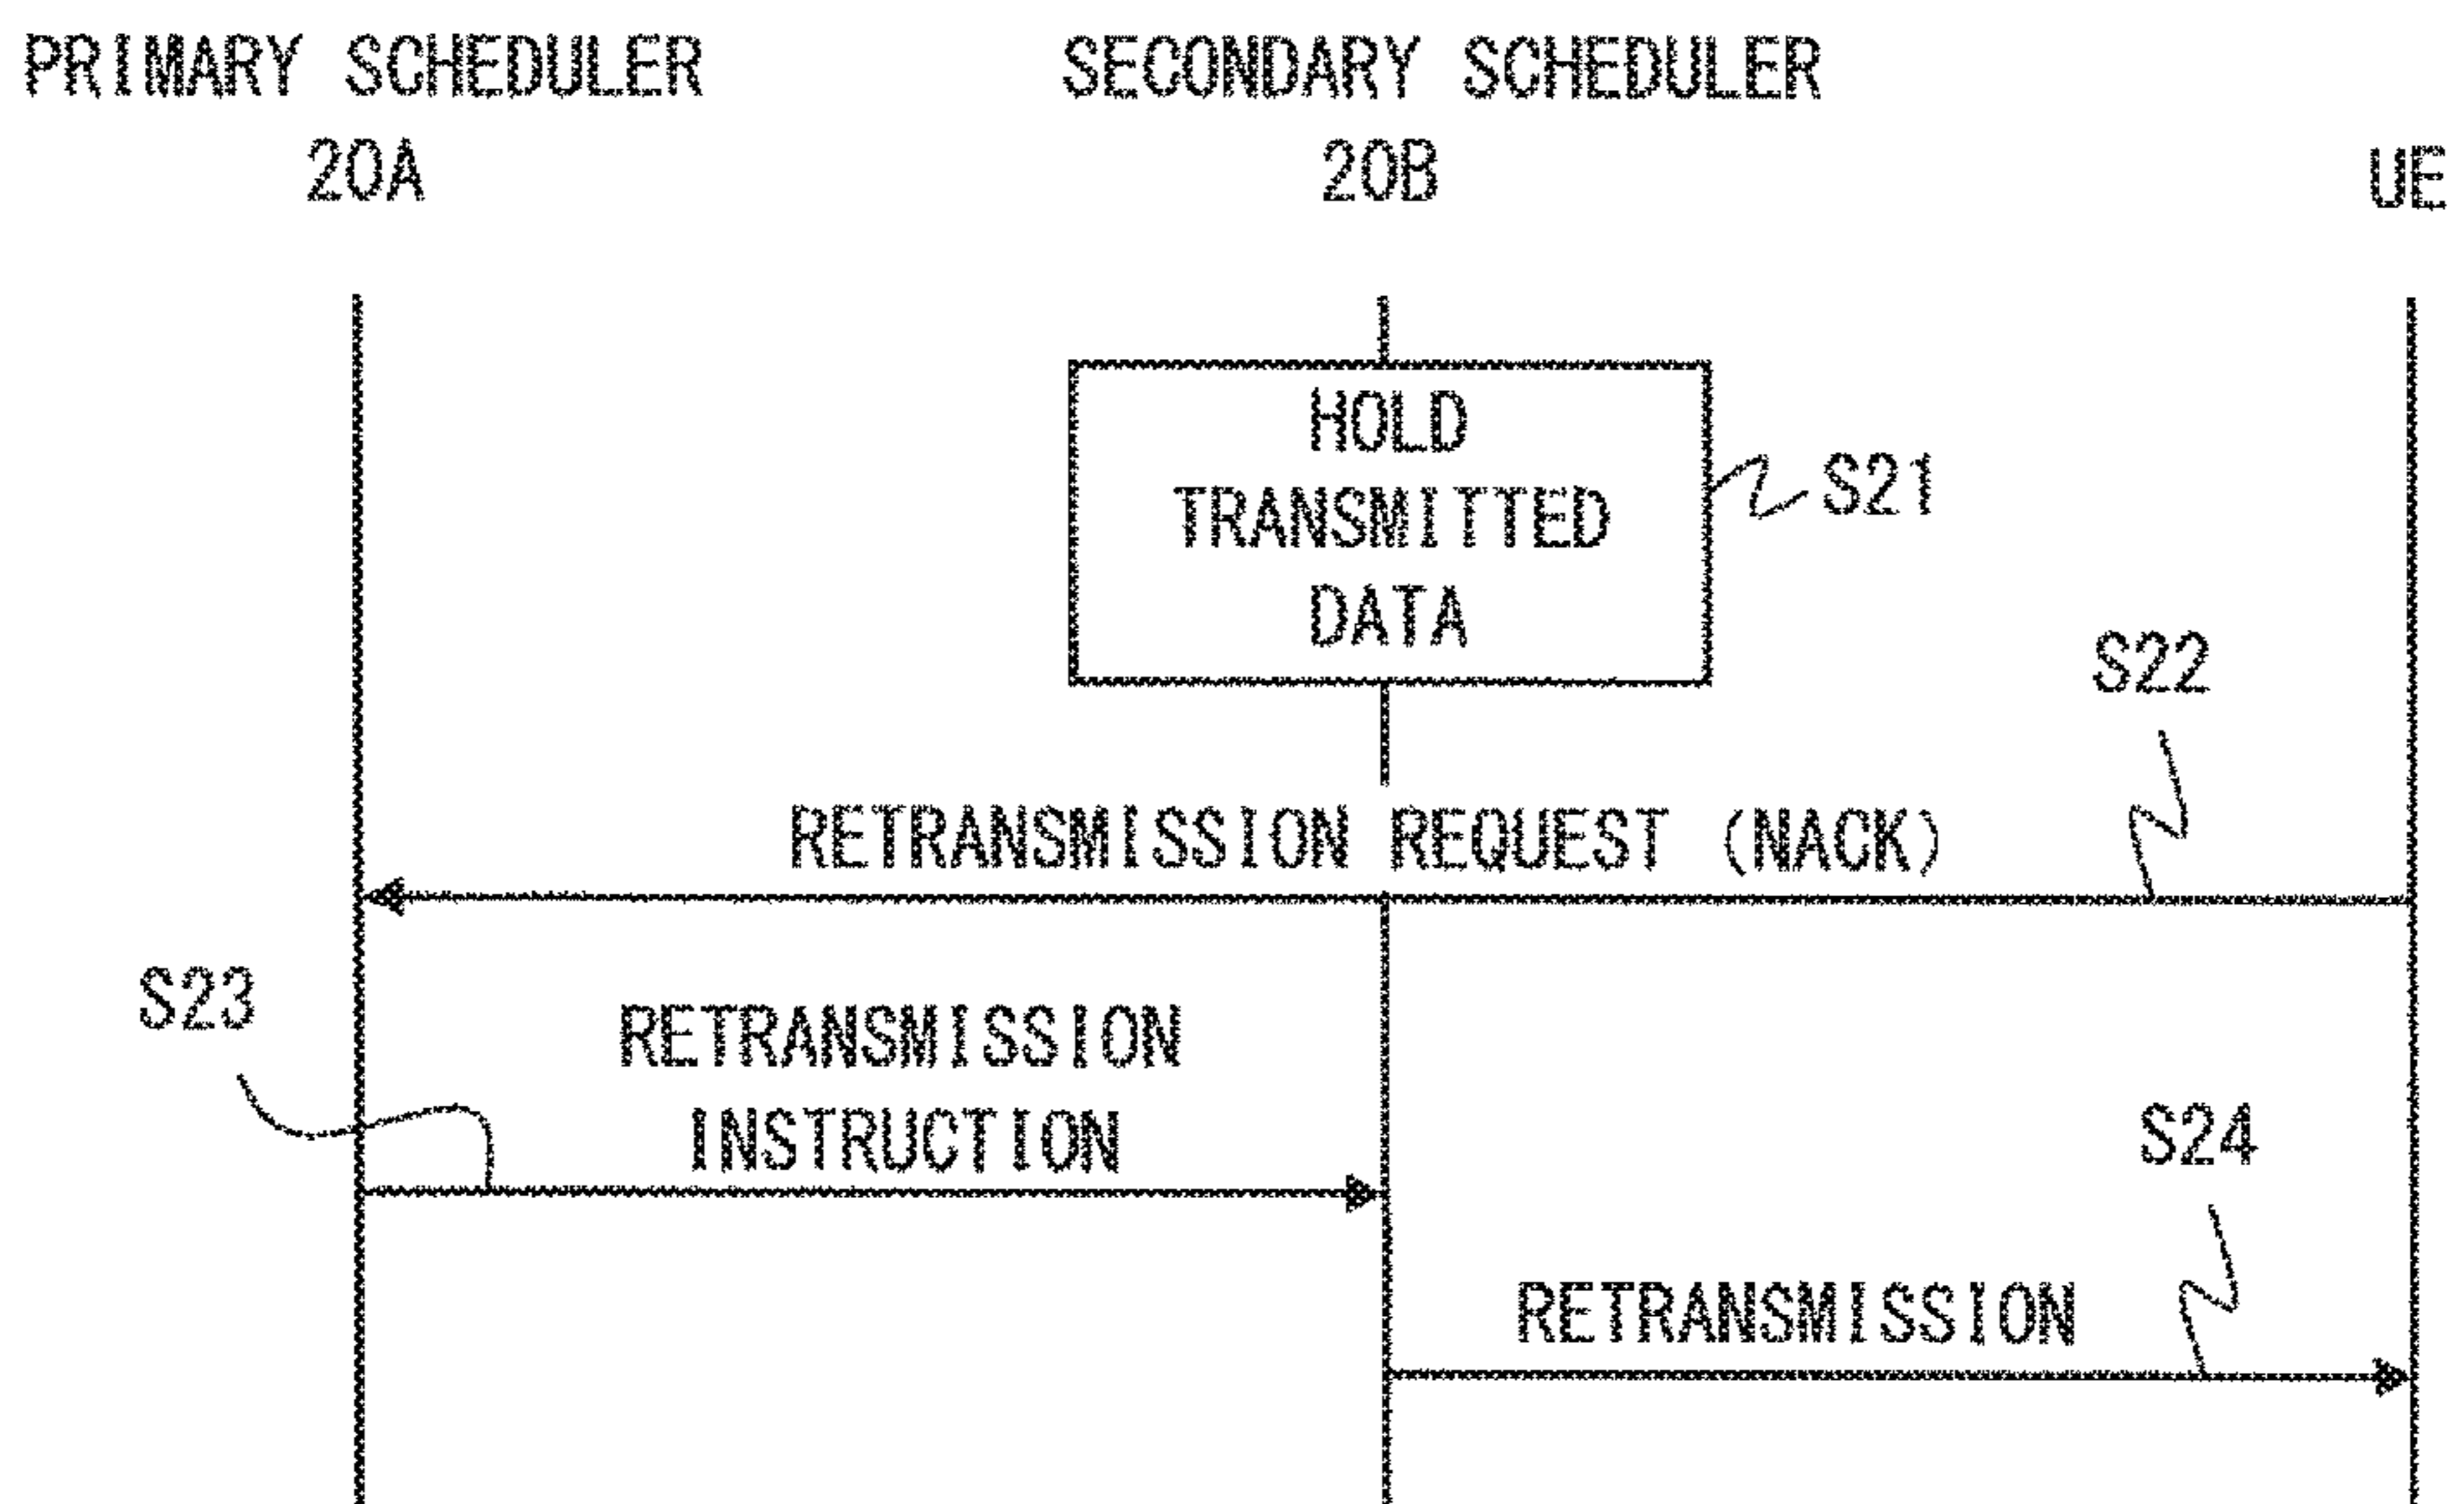 PRIMARY SCHEDULER
20A
SECONDARY SCHEDULER
20B
UE
HOLD
TRANSMITTED
DATA
S21
S22
RETRANSMISSION REQUEST (NACK)
S23
RETRANSMISSION
INSTRUCTION
S24
RETRANSMISSION